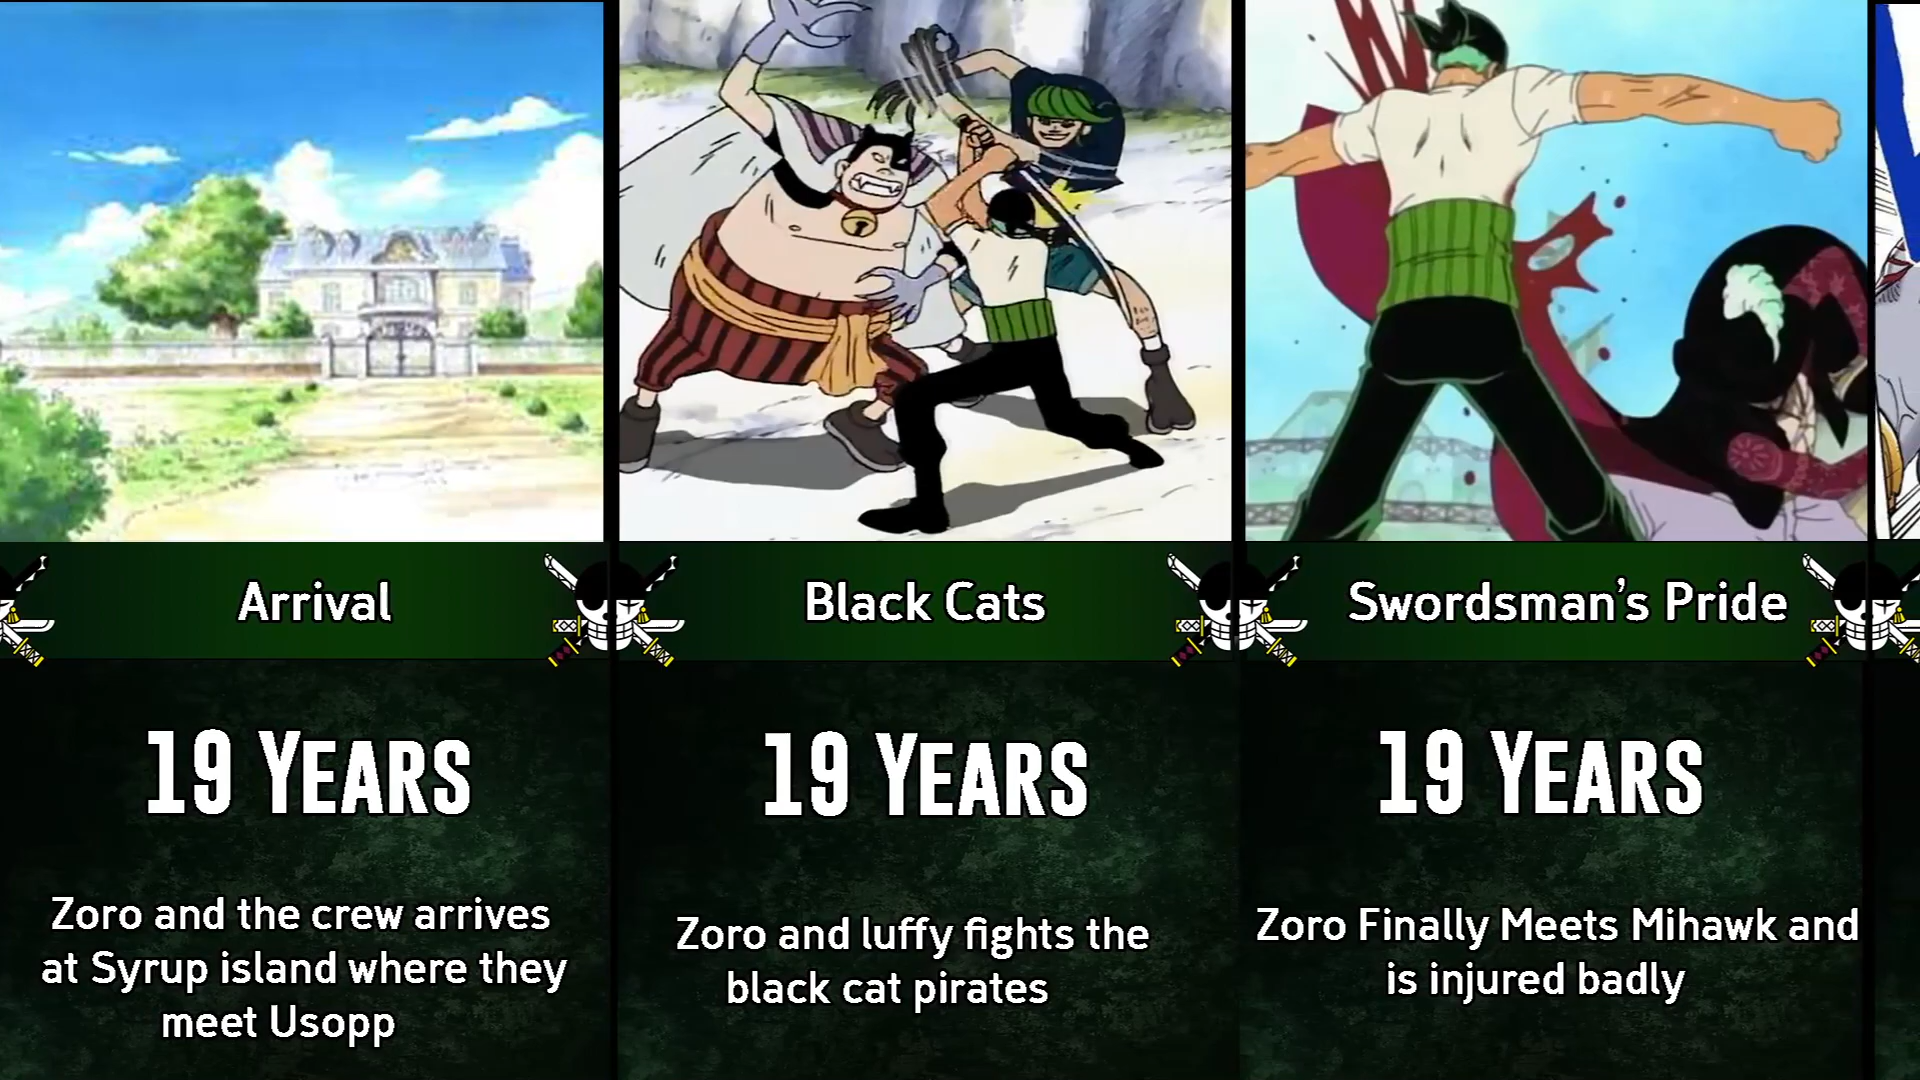 Arrival
19 Years
Zoro and the crew arrives
at Syrup island where they
meet Usopp
Black Cats
19 Years
Zoro and luffy fights the
black cat pirates
Swordsman's Pride
19 Years
Zoro Finally Meets Mihawk and
is injured badly